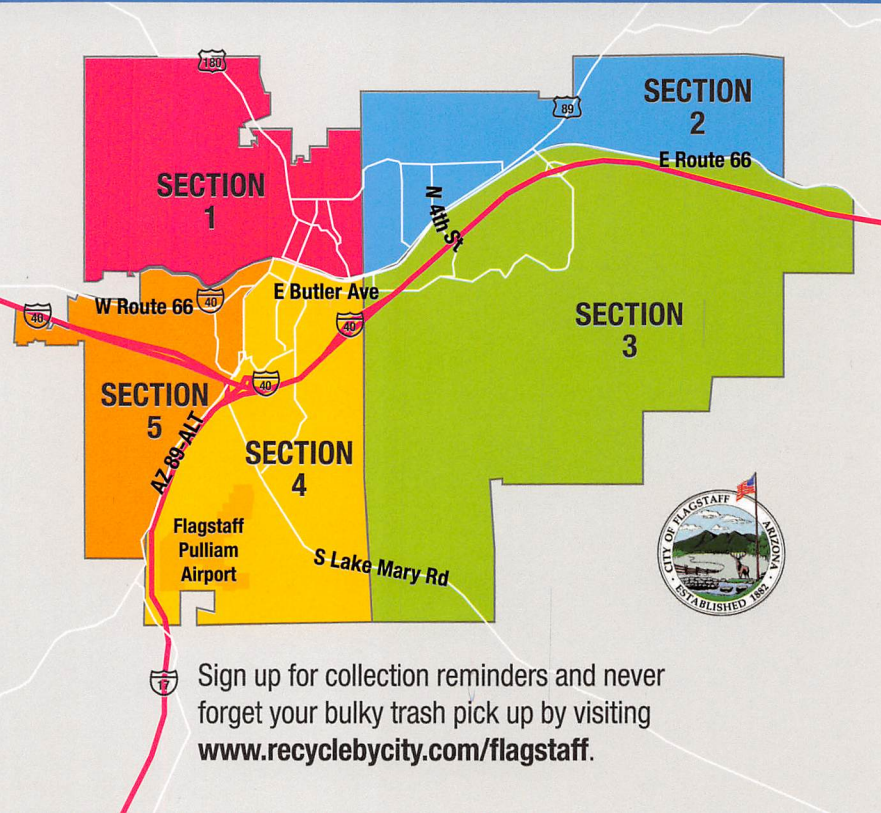 180
89
SECTION
2
E Route 66
SECTION
1
N 4th St
E Butler Ave
W Route 66
40
40
40
SECTION
3
40
SECTION
5
AZ 89-ALT
SECTION
4
Flagstaff
Pulliam
Airport
S Lake Mary Rd
CITY OF FLAGSTAFF ARIZONA
· ESTABLISHED 1882 ·
17
Sign up for collection reminders and never
forget your bulky trash pick up by visiting
www.recyclebycity.com/flagstaff.